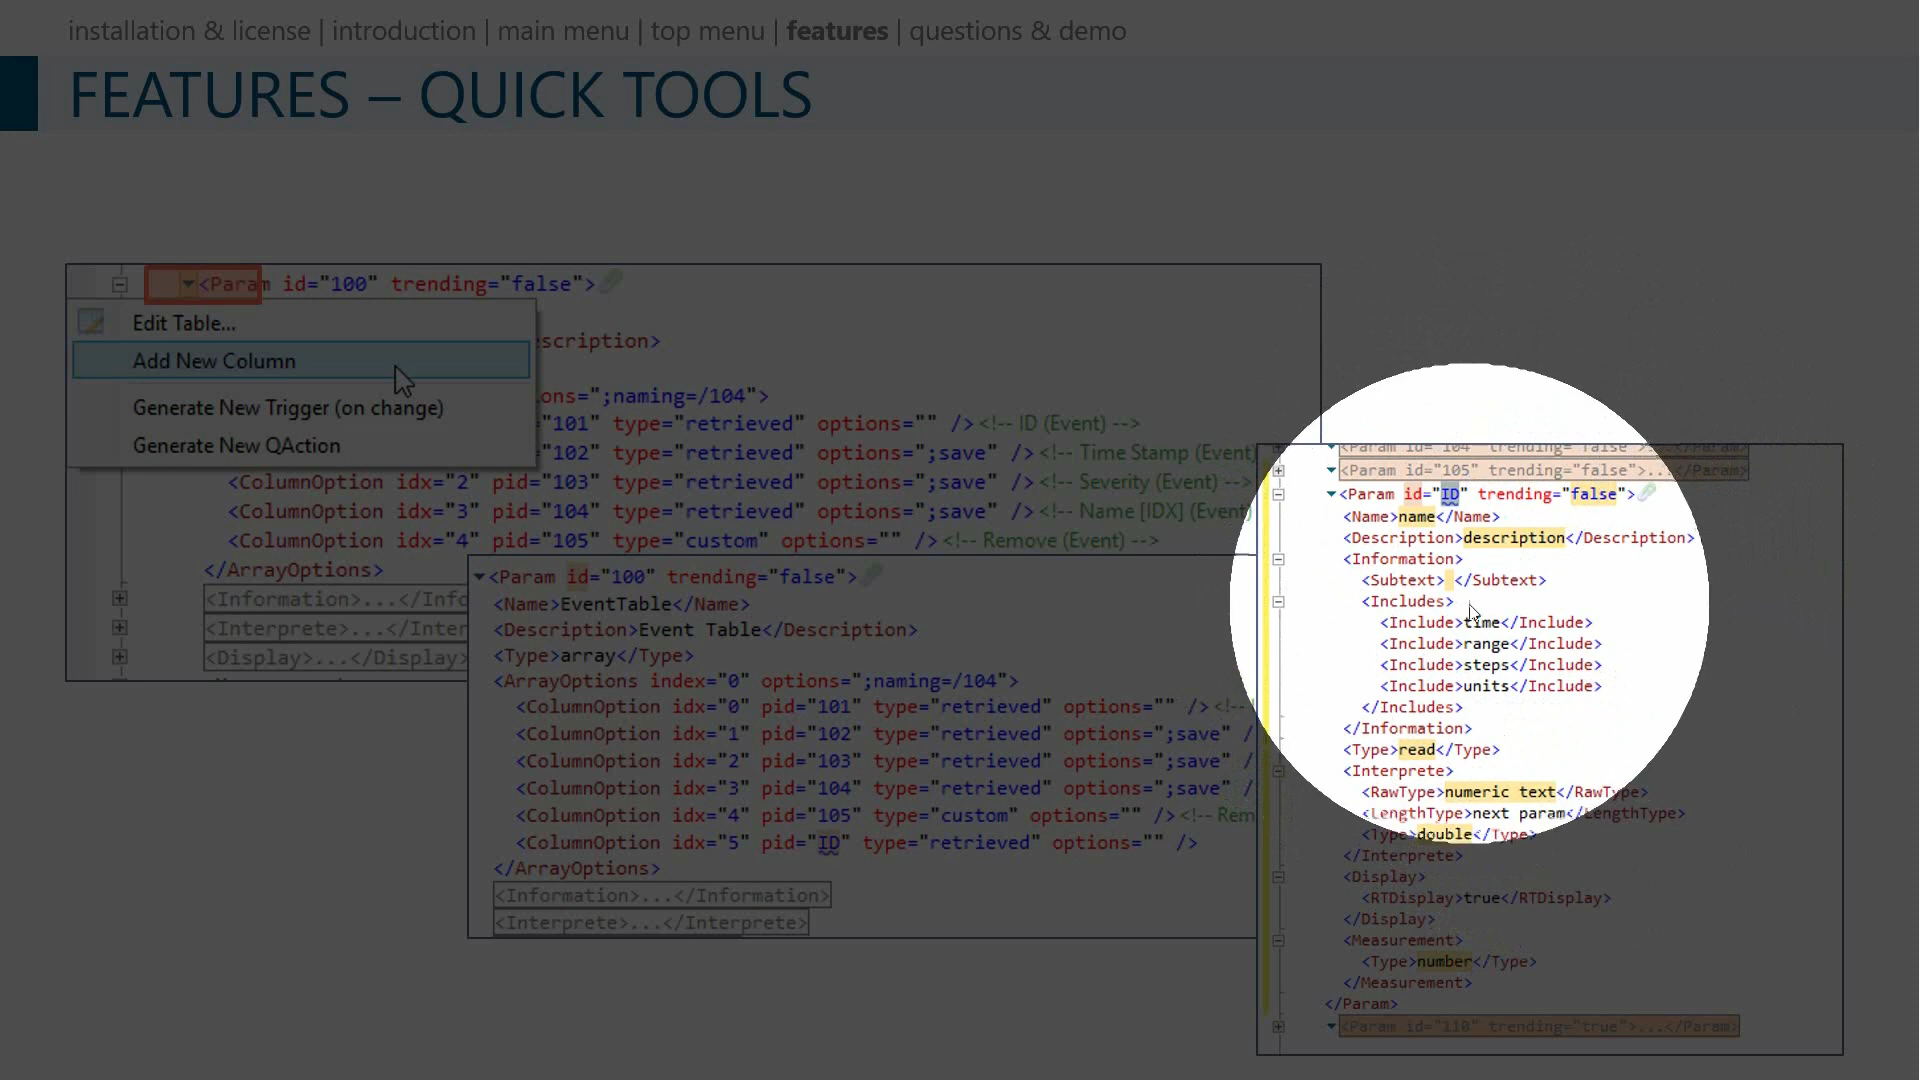 installation & license | introduction | main menu | top menu | features | questions & demo
FEATURES – QUICK TOOLS
<Param id="100" trending="false">
Edit Table...
Add New Column
Generate New Trigger (on change)
Generate New QAction
scription>
ons=";naming=/104">
"101" type="retrieved" options="" /><!-- ID (Event) -->
"102" type="retrieved" options=";save" /><!-- Time Stamp (Event)
<ColumnOption idx="2" pid="103" type="retrieved" options=";save" /><!-- Severity (Event) -->
<ColumnOption idx="3" pid="104" type="retrieved" options=";save" /><!-- Name [IDX] (Event)
<ColumnOption idx="4" pid="105" type="custom" options="" /><!-- Remove (Event) -->
</ArrayOptions>
<Information>...</Info
<Interprete>...</Inter
<Display>...</Display>
<Param id="100" trending="false">
<Name>EventTable</Name>
<Description>Event Table</Description>
<Type>array</Type>
<ArrayOptions index="0" options=";naming=/104">
<ColumnOption idx="0" pid="101" type="retrieved" options="" /><!--
<ColumnOption idx="1" pid="102" type="retrieved" options=";save" /
<ColumnOption idx="2" pid="103" type="retrieved" options=";save" /
<ColumnOption idx="3" pid="104" type="retrieved" options=";save" /
<ColumnOption idx="4" pid="105" type="custom" options="" /><!-- Rem
<ColumnOption idx="5" pid="ID" type="retrieved" options="" />
</ArrayOptions>
<Information>...</Information>
<Interprete>...</Interprete>
<Param id="104" trending="false">...</Param>
<Param id="105" trending="false">...</Param>
<Param id="ID" trending="false">
<Name>name</Name>
<Description>description</Description>
<Information>
<Subtext> </Subtext>
<Includes>
<Include>time</Include>
<Include>range</Include>
<Include>steps</Include>
<Include>units</Include>
</Includes>
</Information>
<Type>read</Type>
<Interprete>
<RawType>numeric text</RawType>
<LengthType>next param</LengthType>
<Type>double</Type>
</Interprete>
<Display>
<RTDisplay>true</RTDisplay>
</Display>
<Measurement>
<Type>number</Type>
</Measurement>
</Param>
<Param id="110" trending="true">...</Param>